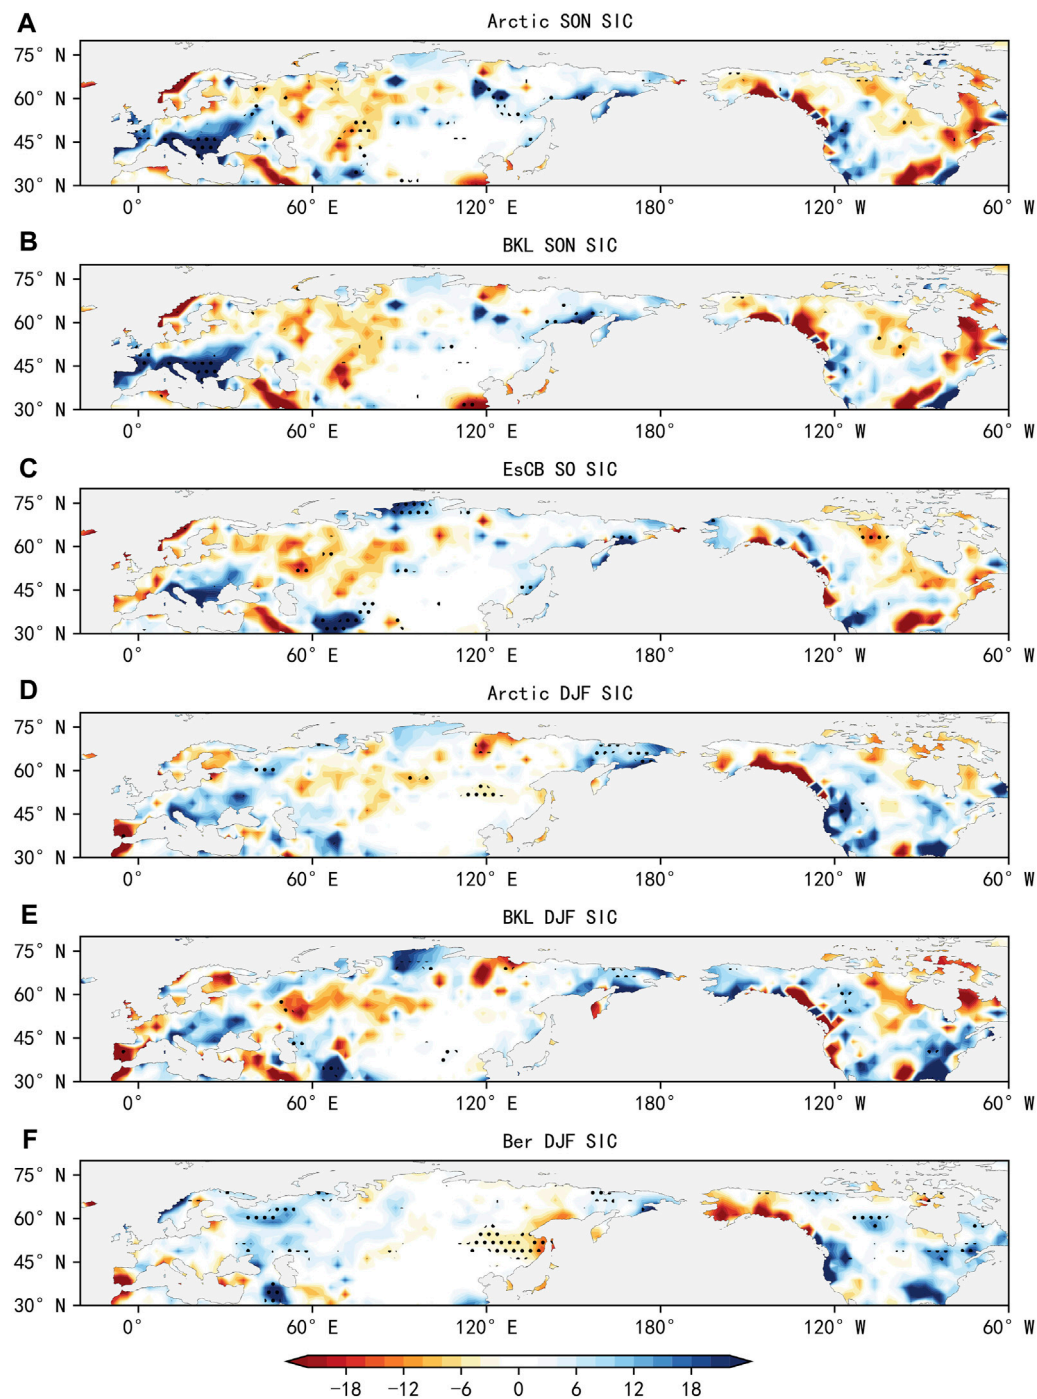 A
Arctic SON SIC
75° N
60° N
45° N
30° N
0° 60° E 120° E 180° 120° W 60° W
B
BKL SON SIC
75° N
60° N
45° N
30° N
0° 60° E 120° E 180° 120° W 60° W
C
EsCB SO SIC
75° N
60° N
45° N
30° N
0° 60° E 120° E 180° 120° W 60° W
D
Arctic DJF SIC
75° N
60° N
45° N
30° N
0° 60° E 120° E 180° 120° W 60° W
E
BKL DJF SIC
75° N
60° N
45° N
30° N
0° 60° E 120° E 180° 120° W 60° W
F
Ber DJF SIC
75° N
60° N
45° N
30° N
0° 60° E 120° E 180° 120° W 60° W
−18 −12 −6 0 6 12 18